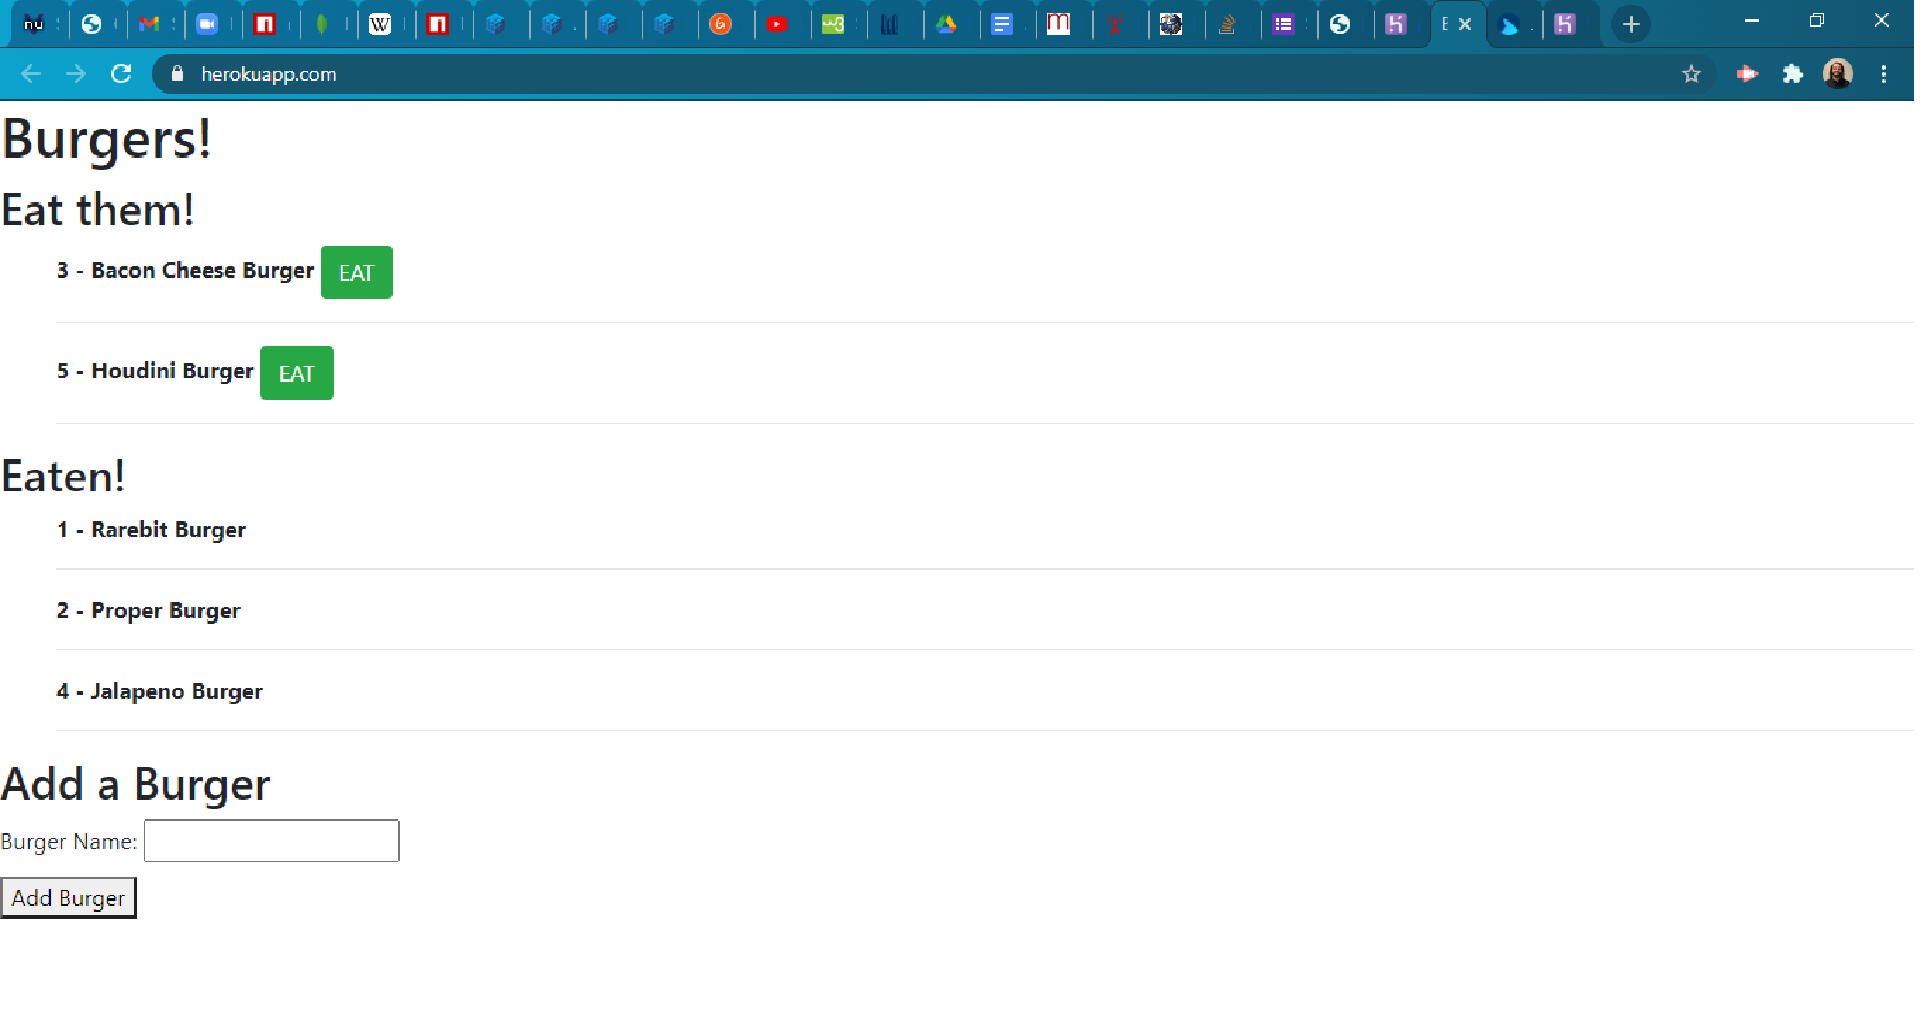 herokuapp.com
Burgers!
Eat them!
3 - Bacon Cheese Burger EAT
5 - Houdini Burger EAT
Eaten!
1 - Rarebit Burger
2 - Proper Burger
4 - Jalapeno Burger
Add a Burger
Burger Name:
Add Burger